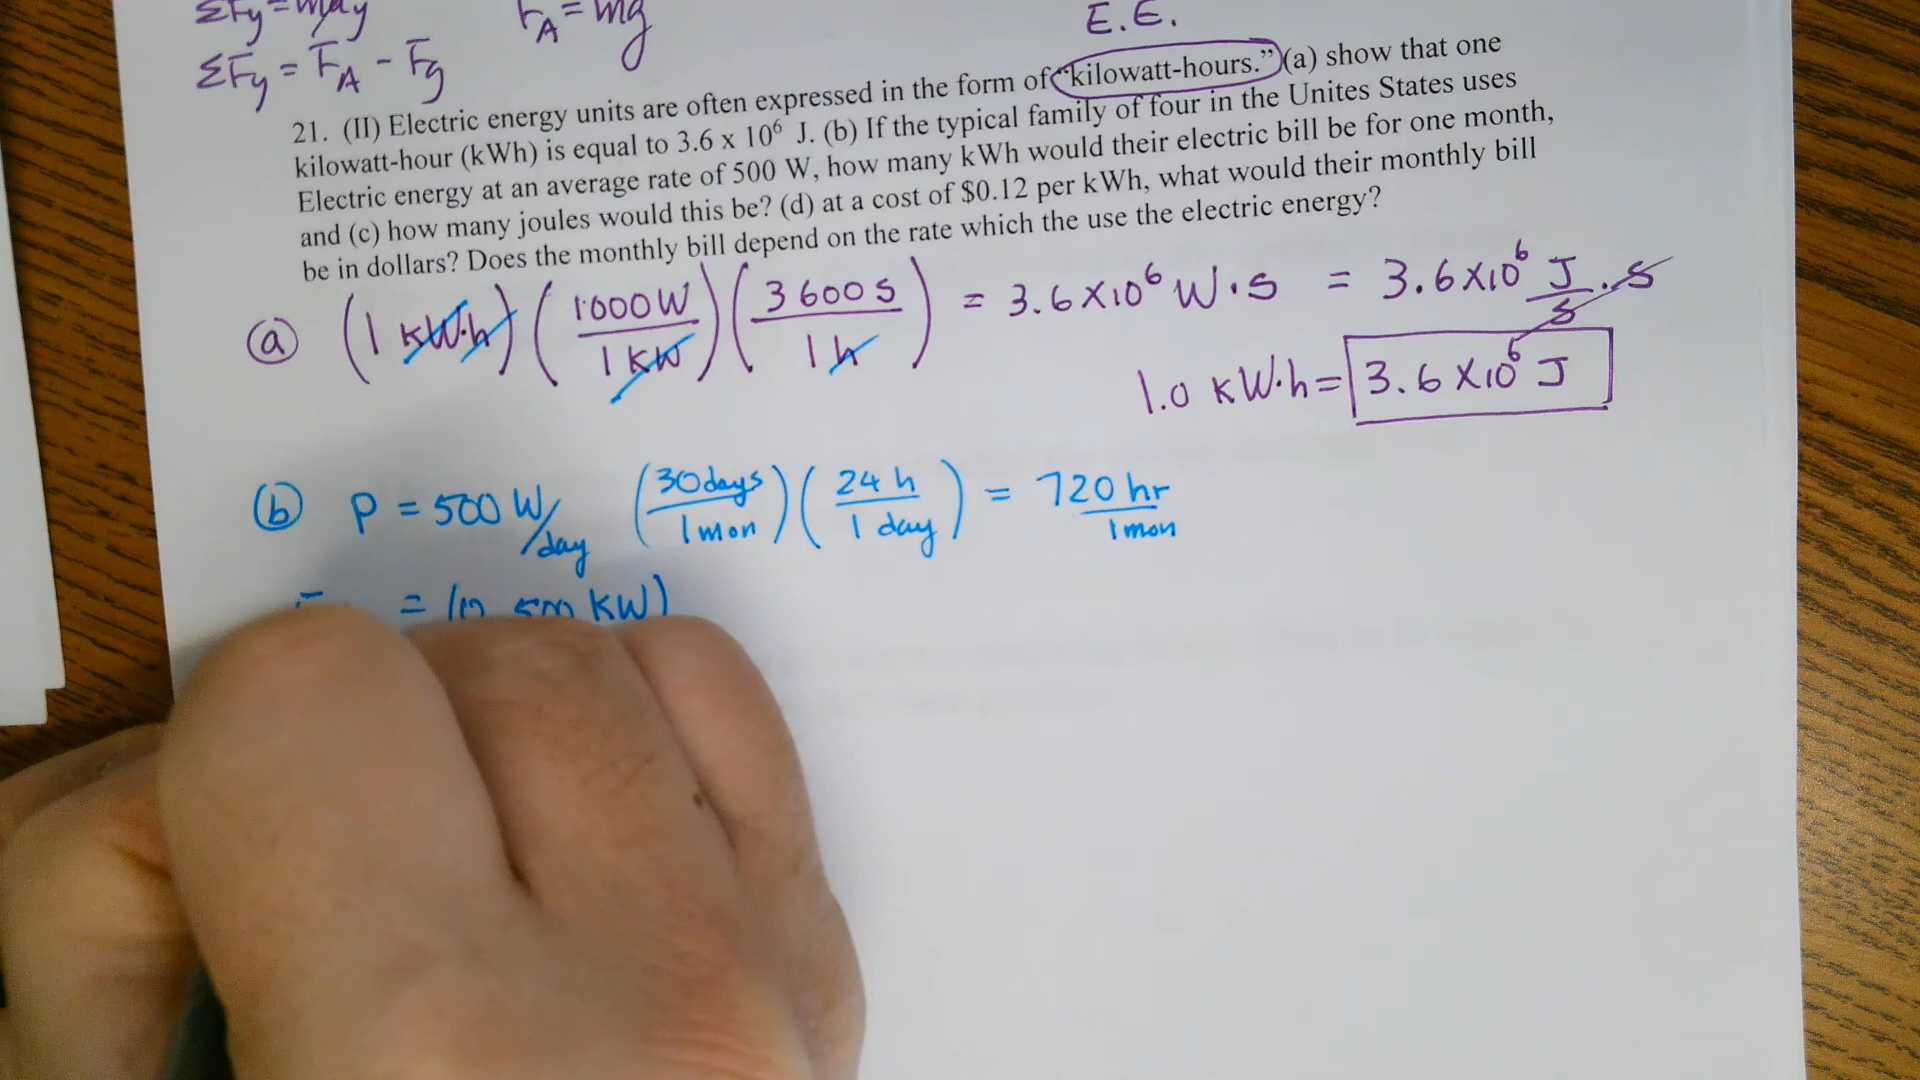 ΣFy = may FA = mg E.E.
ΣFy = FA - Fg
21. (II) Electric energy units are often expressed in the form of "kilowatt-hours." (a) show that one
kilowatt-hour (kWh) is equal to 3.6 x 10⁶ J. (b) If the typical family of four in the Unites States uses
Electric energy at an average rate of 500 W, how many kWh would their electric bill be for one month,
and (c) how many joules would this be? (d) at a cost of $0.12 per kWh, what would their monthly bill
be in dollars? Does the monthly bill depend on the rate which the use the electric energy?
(a) (1 kW·h) (1000 W / 1 kW) (3600 s / 1 h) = 3.6 X10⁶ W·s = 3.6 X10⁶ J/s · s
1.0 kW·h = 3.6 X10⁶ J
(b) P = 500 W/day (30 days / 1 mon) (24 h / 1 day) = 720 hr / 1 mon
= (0.500 KW)